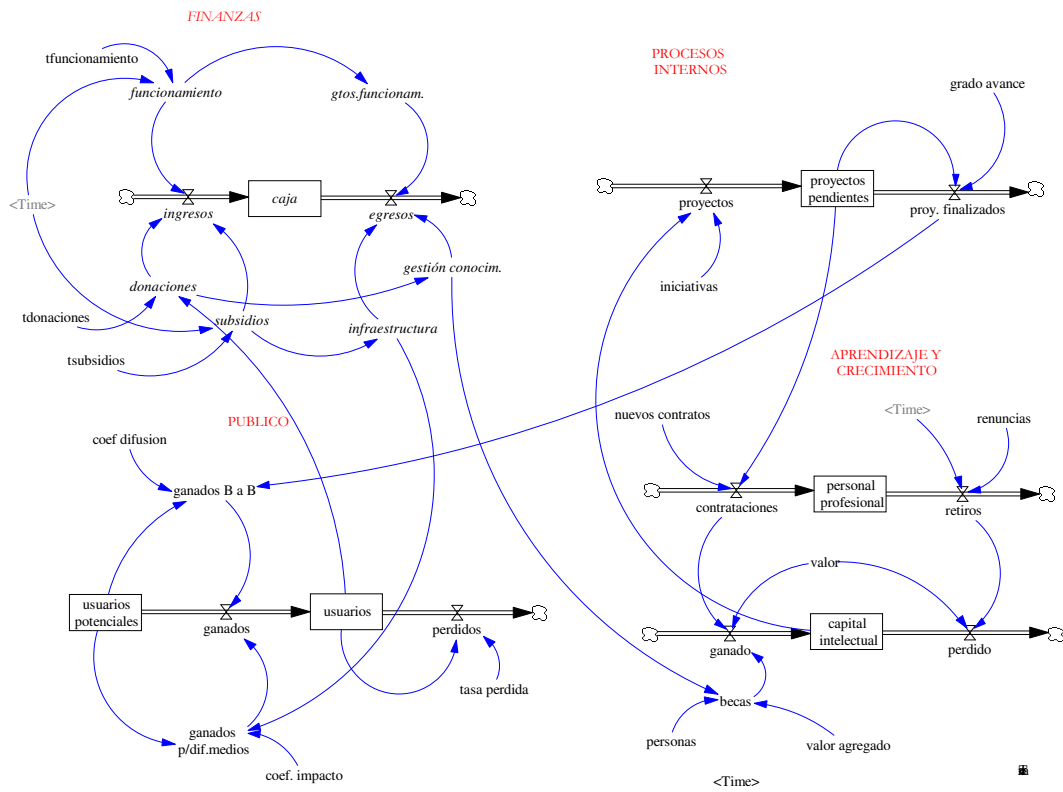 FINANZAS
tfuncionamiento
funcionamiento
gtos.funcionam.
<Time>
ingresos
caja
egresos
donaciones
gestión conocim.
tdonaciones
subsidios
infraestructura
tsubsidios
PROCESOS
INTERNOS
grado avance
proyectos
proyectos
pendientes
proy. finalizados
iniciativas
PUBLICO
coef difusion
ganados B a B
usuarios
potenciales
ganados
usuarios
perdidos
tasa perdida
ganados
p/dif.medios
coef. impacto
APRENDIZAJE Y
CRECIMIENTO
nuevos contratos
<Time>
renuncias
contrataciones
personal
profesional
retiros
valor
ganado
capital
intelectual
perdido
becas
personas
valor agregado
<Time>